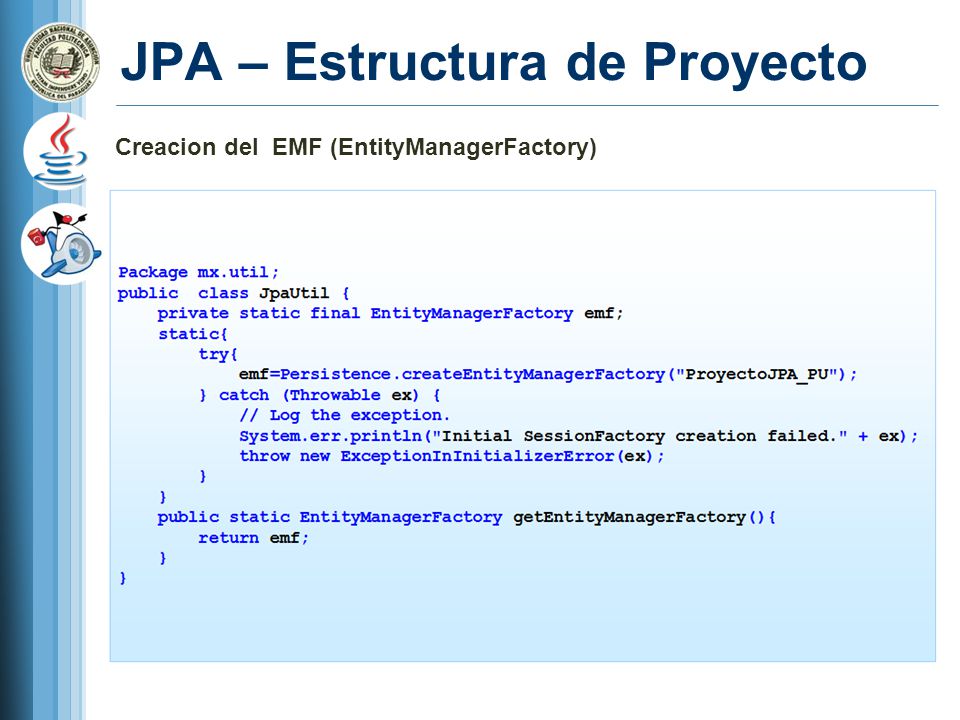 JPA – Estructura de Proyecto
Creacion del EMF (EntityManagerFactory)
Package mx.util;
public class JpaUtil {
private static final EntityManagerFactory emf;
static{
try{
emf=Persistence.createEntityManagerFactory("ProyectoJPA_PU");
} catch (Throwable ex) {
// Log the exception.
System.err.println("Initial SessionFactory creation failed." + ex);
throw new ExceptionInInitializerError(ex);
}
}
public static EntityManagerFactory getEntityManagerFactory(){
return emf;
}
}